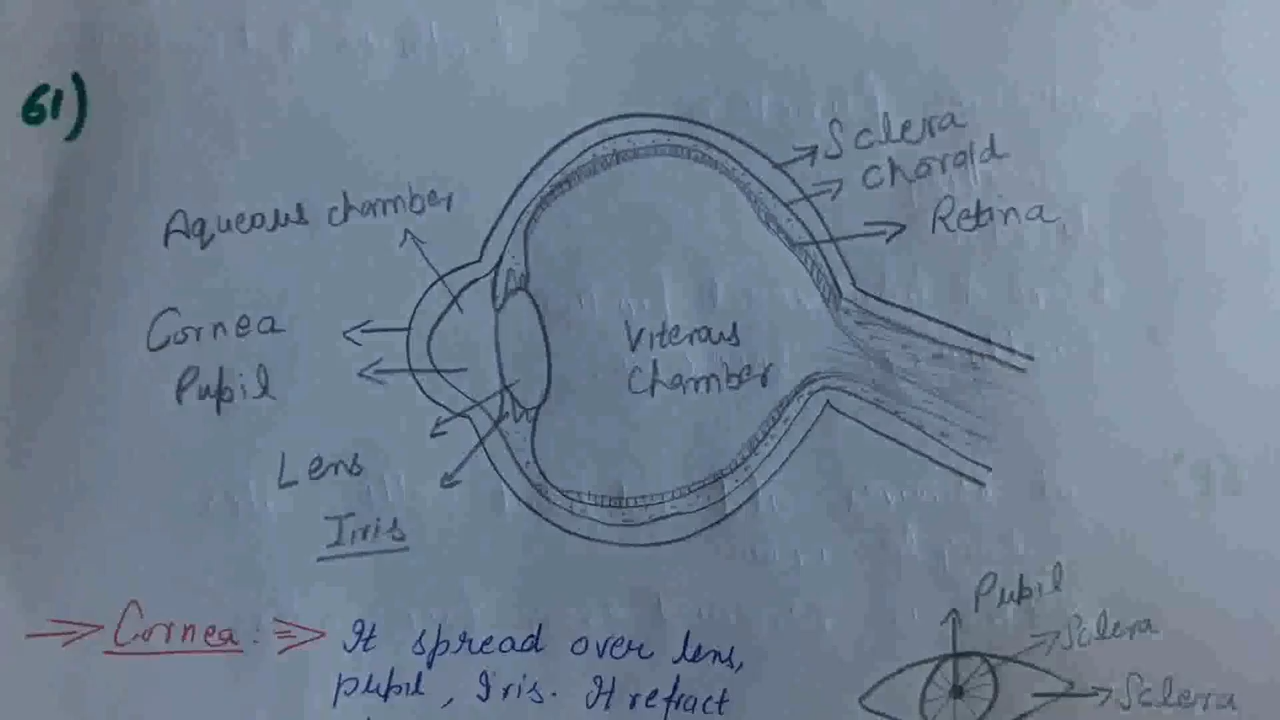 61)
Sclera
Choroid
Retina
Aqueous chamber
Cornea
Pupil
Viterous
chamber
Lens
Iris
Cornea : It spread over lens,
pupil, Iris. It refract
Pupil
Sclera
Sclera